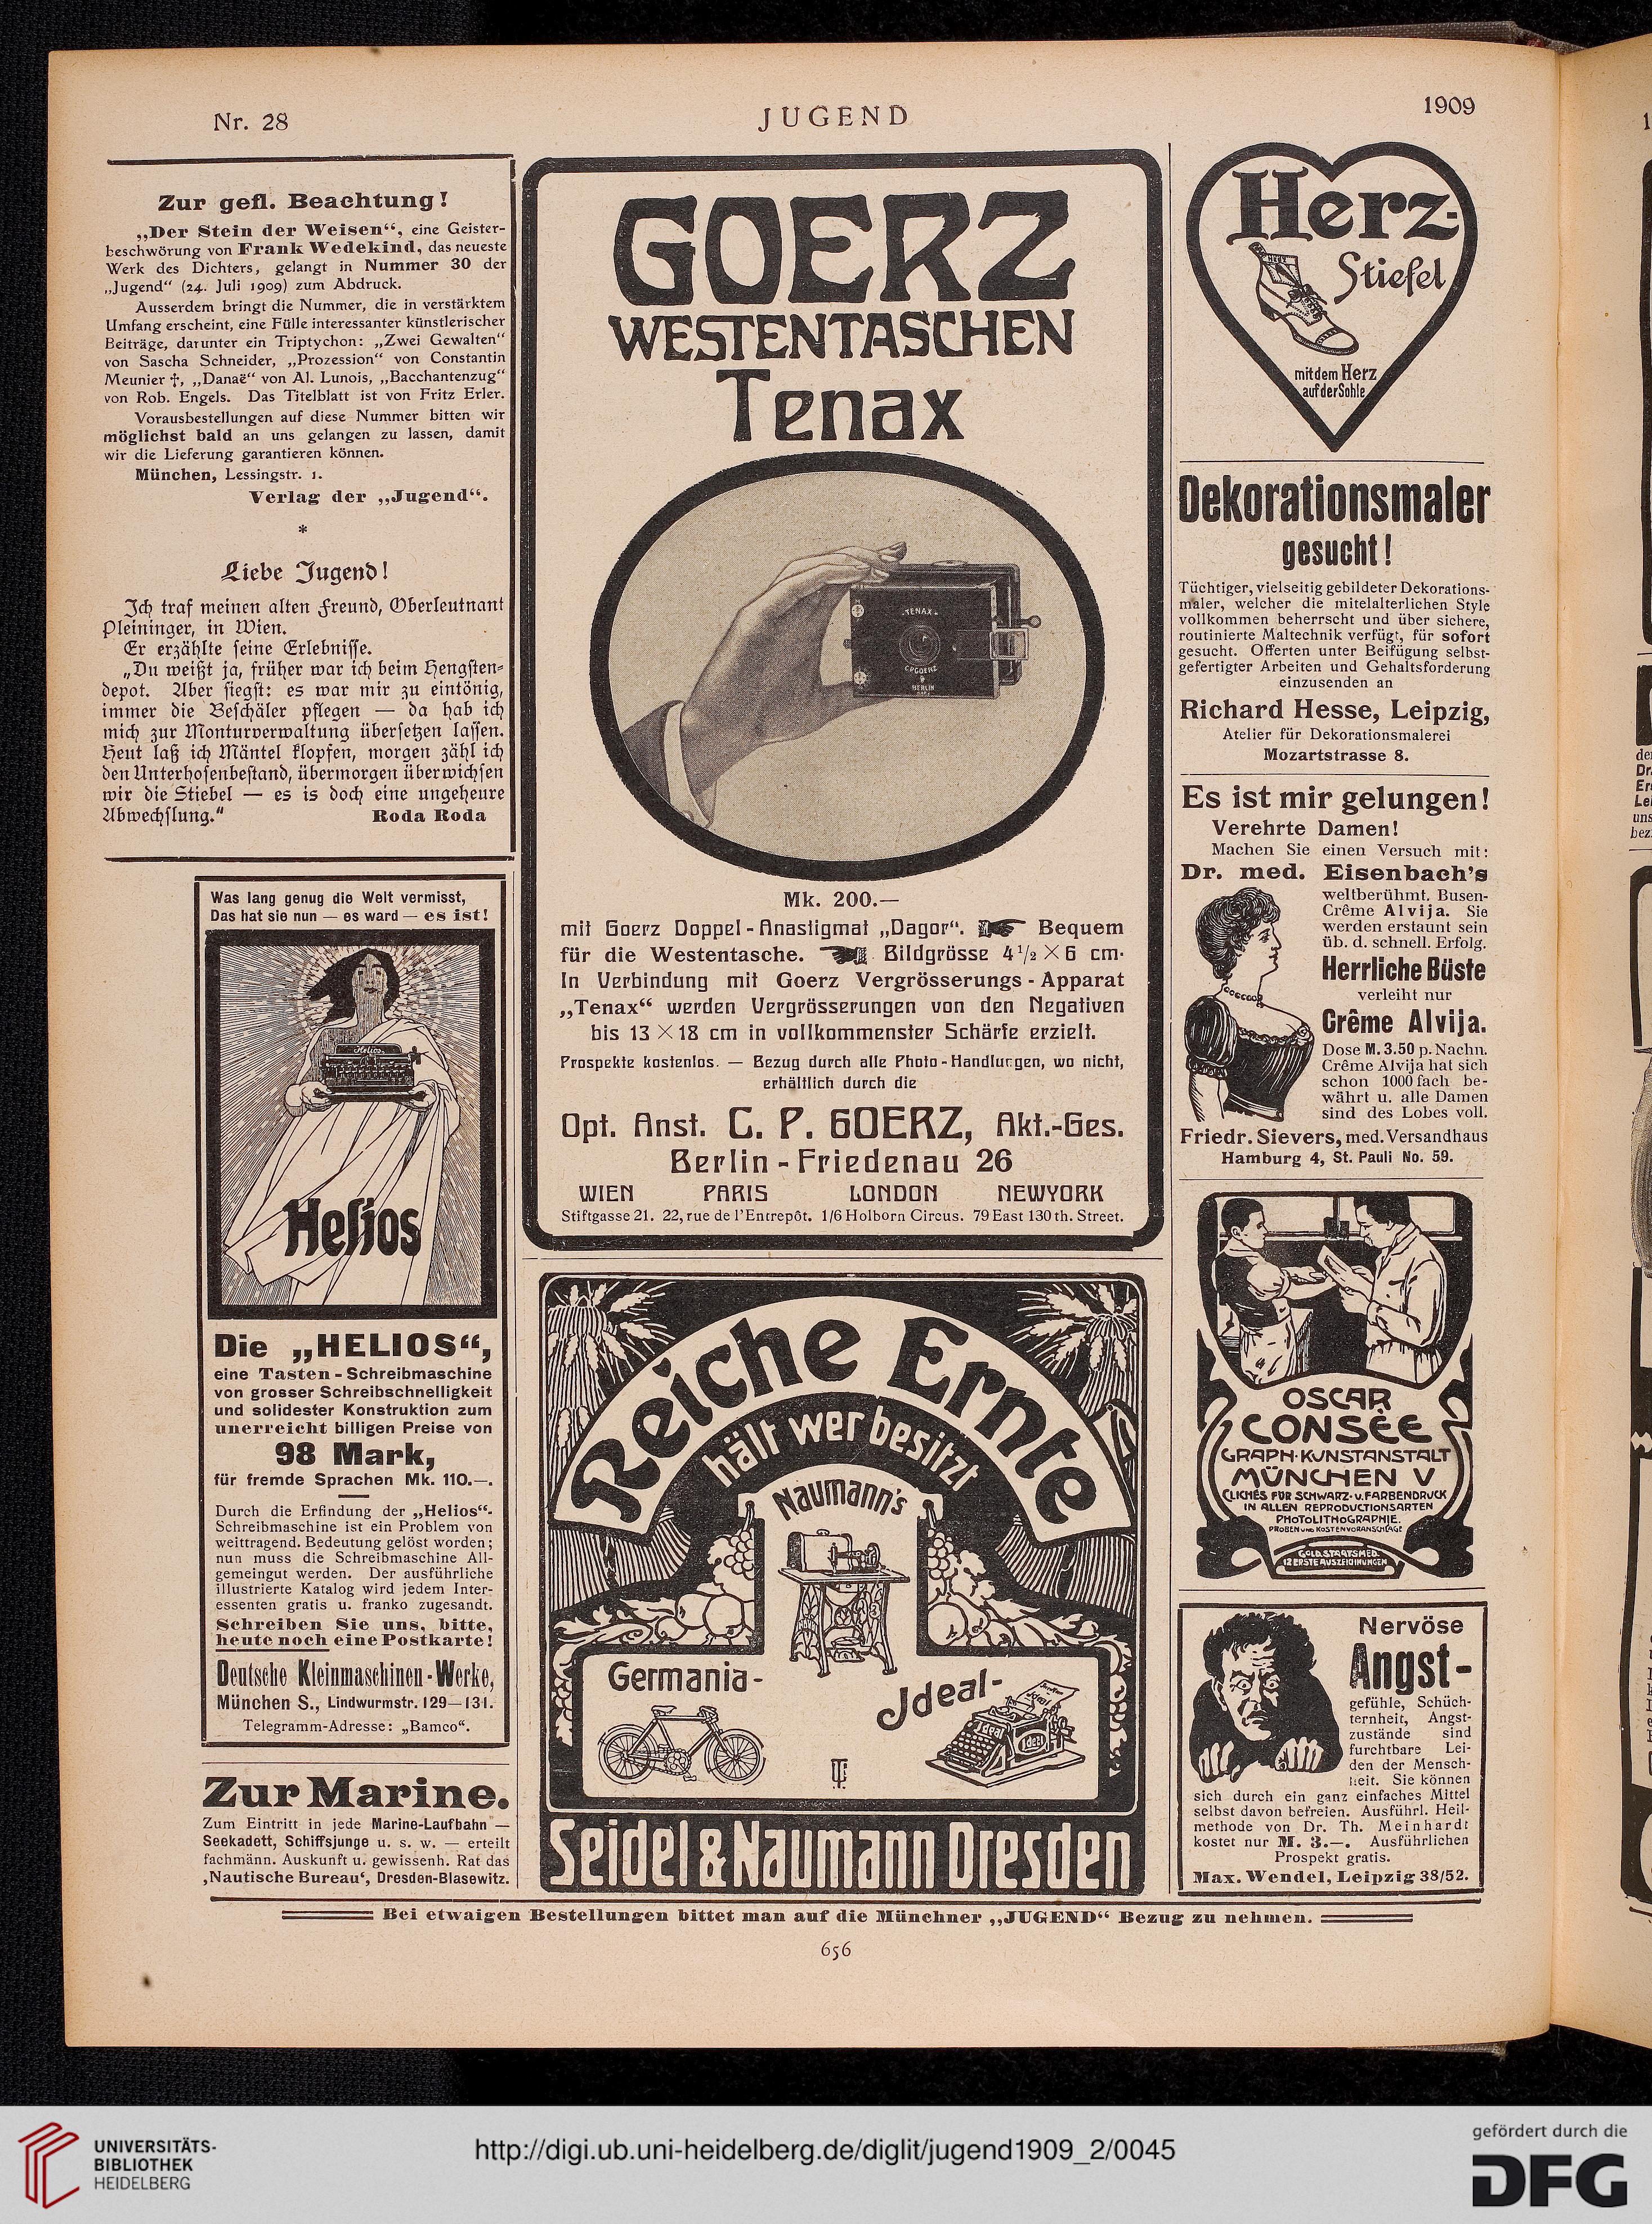 Nr. 28
JUGEND
1909
Zur gefl. Beachtung!
„Der Stein der Weisen“, eine Geister-
beschwörung von Frank Wedekind, das neueste
Werk des Dichters, gelangt in Nummer 30 der
„Jugend“ (24. Juli 1909) zum Abdruck.
Ausserdem bringt die Nummer, die in verstärktem
Umfang erscheint, eine Fülle interessanter künstlerischer
Beiträge, darunter ein Triptychon: „Zwei Gewalten“
von Sascha Schneider, „Prozession“ von Constantin
Meunier †, „Danaë“ von Al. Lunois, „Bacchantenzug“
von Rob. Engels. Das Titelblatt ist von Fritz Erler.
Vorausbestellungen auf diese Nummer bitten wir
möglichst bald an uns gelangen zu lassen, damit
wir die Lieferung garantieren können.
München, Lessingstr. 1.
Verlag der „Jugend“.
*
Liebe Jugend!
Ich traf meinen alten Freund, Oberleutnant
Pleininger, in Wien.
Er erzählte seine Erlebnisse.
„Du weißt ja, früher war ich beim Hengsten-
depot. Aber siegst: es war mir zu eintönig,
immer die Beschäler pflegen — da hab ich
mich zur Monturverwaltung übersetzen lassen.
Heut laß ich Mäntel klopfen, morgen zähl ich
den Unterhosenbestand, übermorgen überwichsen
wir die Stiebel — es is doch eine ungeheure
Abwechslung.“ Roda Roda
Was lang genug die Welt vermisst,
Das hat sie nun — es ward — es ist!
Helios
Helios
Die „HELIOS“,
eine Tasten-Schreibmaschine
von grosser Schreibschnelligkeit
und solidester Konstruktion zum
unerreicht billigen Preise von
98 Mark,
für fremde Sprachen Mk. 110.—.
Durch die Erfindung der „Helios“-
Schreibmaschine ist ein Problem von
weittragend. Bedeutung gelöst worden;
nun muss die Schreibmaschine All-
gemeingut werden. Der ausführliche
illustrierte Katalog wird jedem Inter-
essenten gratis u. franko zugesandt.
Schreiben Sie uns, bitte,
heute noch eine Postkarte!
Deutsche Kleinmaschinen-Werke,
München S., Lindwurmstr. 129—131.
Telegramm-Adresse: „Bamco“.
Zur Marine.
Zum Eintritt in jede Marine-Laufbahn —
Seekadett, Schiffsjunge u. s. w. — erteilt
fachmänn. Auskunft u. gewissenh. Rat das
‚Nautische Bureau‘, Dresden-Blasewitz.
GOERZ
WESTENTASCHEN
Tenax
TENAX
C.P.GOERZ
BERLIN
Mk. 200.—
mit Goerz Doppel-Anastigmat „Dagor“. Bequem
für die Westentasche. Bildgrösse 4½×6 cm.
In Verbindung mit Goerz Vergrösserungs-Apparat
„Tenax“ werden Vergrösserungen von den Negativen
bis 13×18 cm in vollkommenster Schärfe erzielt.
Prospekte kostenlos. — Bezug durch alle Photo-Handlungen, wo nicht,
erhältlich durch die
Opt. Anst. C. P. GOERZ, Akt.-Ges.
Berlin-Friedenau 26
WIEN PARIS LONDON NEWYORK
Stiftgasse 21. 22, rue de l'Entrepôt. 1/6 Holborn Circus. 79 East 130th. Street.
Reiche Ernte
hält wer besitzt
Naumann's
Germania-
Jdeal-
Jdeal
Jdeal
Jdeal
Seidel & Naumann Dresden
Herz-
HERZ
Stiefel
mit dem Herz
auf der Sohle
Dekorationsmaler
gesucht!
Tüchtiger, vielseitig gebildeter Dekorations-
maler, welcher die mitelalterlichen Style
vollkommen beherrscht und über sichere,
routinierte Maltechnik verfügt, für sofort
gesucht. Offerten unter Beifügung selbst-
gefertigter Arbeiten und Gehaltsforderung
einzusenden an
Richard Hesse, Leipzig,
Atelier für Dekorationsmalerei
Mozartstrasse 8.
Es ist mir gelungen!
Verehrte Damen!
Machen Sie einen Versuch mit:
Dr. med. Eisenbach's
weltberühmt. Busen-
Crême Alvija. Sie
werden erstaunt sein
üb. d. schnell. Erfolg.
Herrliche Büste
verleiht nur
Crême Alvija.
Dose M. 3.50 p. Nachn.
Crême Alvija hat sich
schon 1000fach be-
währt u. alle Damen
sind des Lobes voll.
Friedr. Sievers, med. Versandhaus
Hamburg 4, St. Pauli No. 59.
OSCAR
CONSÉE
GRAPH·KUNSTANSTALT
MÜNCHEN V
CLICHÉS FÜR SCHWARZ- U. FARBENDRUCK
IN ALLEN REPRODUCTIONSARTEN
PHOTOLITHOGRAPHIE.
PROBEN UND KOSTENVORANSCHLÄGE
GOLD. STAATSMED.
12 ERSTE AUSZEICHNUNGEN
Nervöse
Angst-
gefühle, Schüch-
ternheit, Angst-
zustände sind
furchtbare Lei-
den der Mensch-
heit. Sie können
sich durch ein ganz einfaches Mittel
selbst davon befreien. Ausführl. Heil-
methode von Dr. Th. Meinhardt
kostet nur M. 3.—. Ausführlichen
Prospekt gratis.
Max. Wendel, Leipzig 38/52.
Bei etwaigen Bestellungen bittet man auf die Münchner „JUGEND“ Bezug zu nehmen.
656
UNIVERSITÄTS-
BIBLIOTHEK
HEIDELBERG
http://digi.ub.uni-heidelberg.de/diglit/jugend1909_2/0045
gefördert durch die
DFG